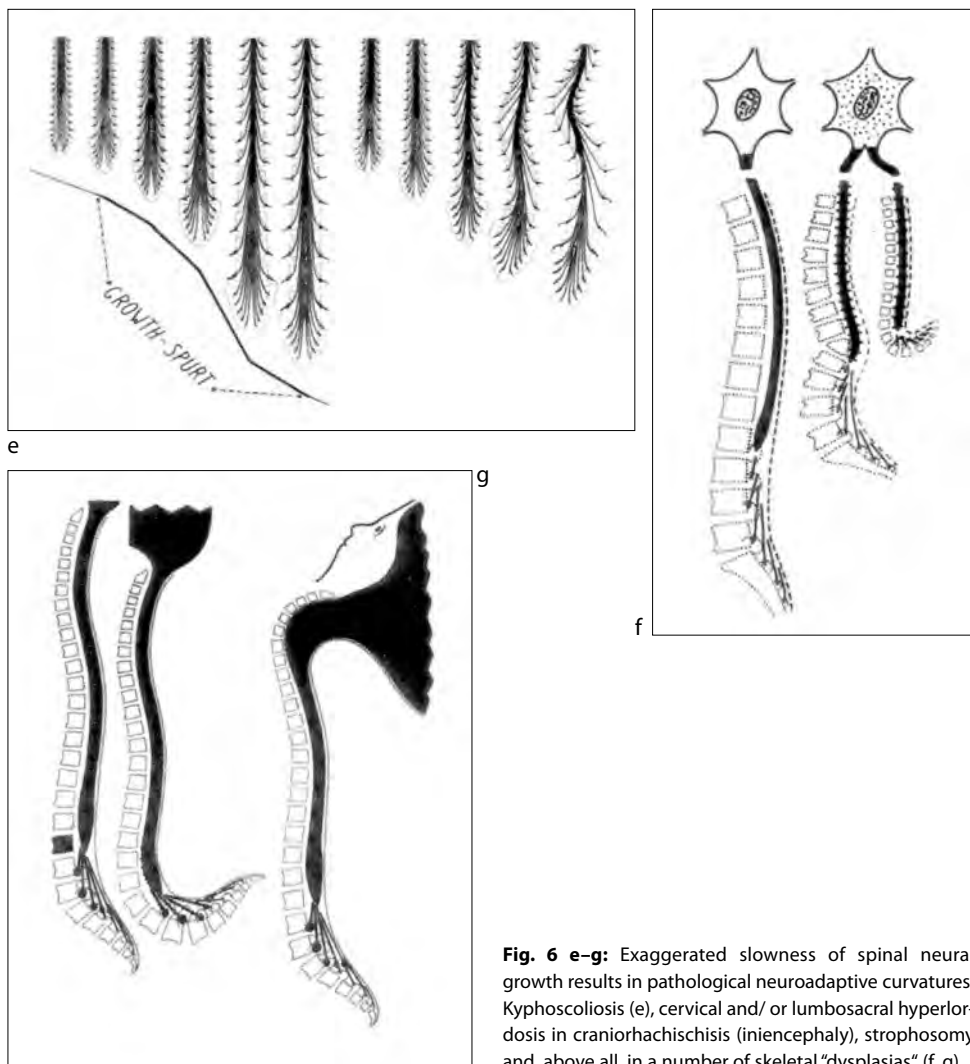 GROWTH-SPURT
e
g
f
Fig. 6 e–g: Exaggerated slowness of spinal neura
growth results in pathological neuroadaptive curvatures
Kyphoscoliosis (e), cervical and/ or lumbosacral hyperlor-
dosis in craniorhachischisis (iniencephaly), strophosomy
and, above all, in a number of skeletal “dysplasias“ (f, g)